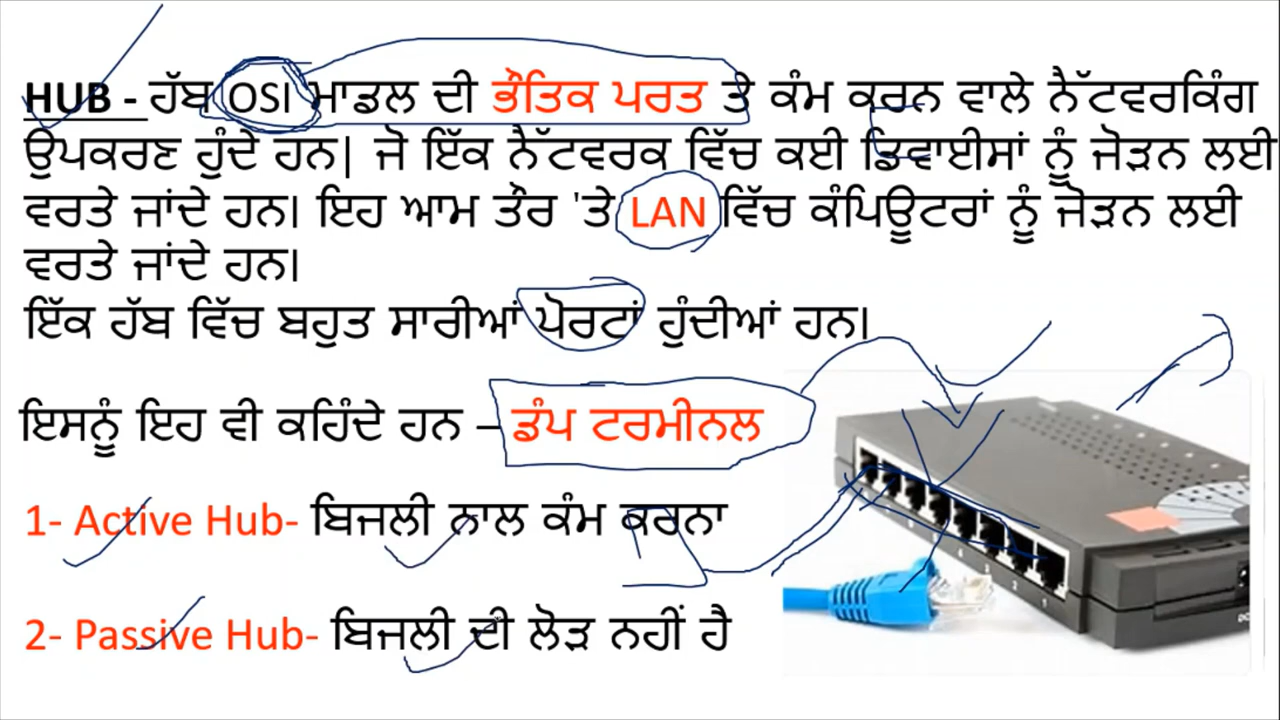 HUB - ਹੱਬ OSI ਮਾਡਲ ਦੀ ਭੌਤਿਕ ਪਰਤ ਤੇ ਕੰਮ ਕਰਨ ਵਾਲੇ ਨੈੱਟਵਰਕਿੰਗ
ਉਪਕਰਣ ਹੁੰਦੇ ਹਨ| ਜੋ ਇੱਕ ਨੈੱਟਵਰਕ ਵਿੱਚ ਕਈ ਡਿਵਾਈਸਾਂ ਨੂੰ ਜੋੜਨ ਲਈ
ਵਰਤੇ ਜਾਂਦੇ ਹਨ। ਇਹ ਆਮ ਤੌਰ 'ਤੇ LAN ਵਿੱਚ ਕੰਪਿਊਟਰਾਂ ਨੂੰ ਜੋੜਨ ਲਈ
ਵਰਤੇ ਜਾਂਦੇ ਹਨ।
ਇੱਕ ਹੱਬ ਵਿੱਚ ਬਹੁਤ ਸਾਰੀਆਂ ਪੋਰਟਾਂ ਹੁੰਦੀਆਂ ਹਨ।
ਇਸਨੂੰ ਇਹ ਵੀ ਕਹਿੰਦੇ ਹਨ – ਡੰਪ ਟਰਮੀਨਲ
1- Active Hub- ਬਿਜਲੀ ਨਾਲ ਕੰਮ ਕਰਨਾ
2- Passive Hub- ਬਿਜਲੀ ਦੀ ਲੋੜ ਨਹੀਂ ਹੈ